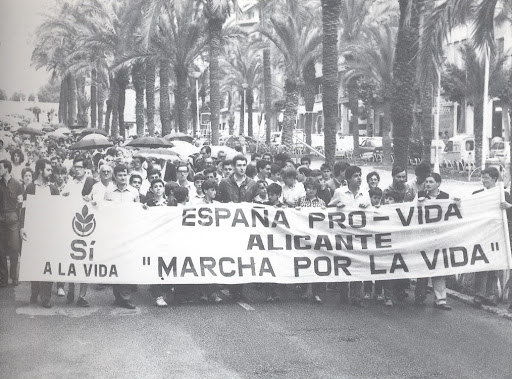 SÍ
A LA VIDA
ESPAÑA PRO-VIDA
ALICANTE
"MARCHA POR LA VIDA"